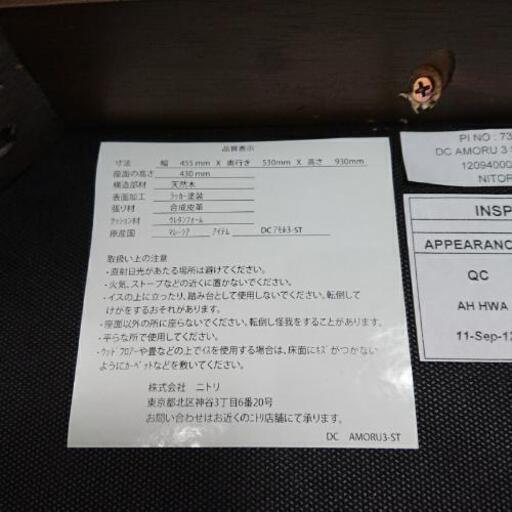 品質表示
寸法 幅 455 mm X 奥行き 530mm X 高さ 930mm
座面の高さ 430 mm
構造部材 天然木
表面加工 ラッカー塗装
張り材 合成皮革
クッション材 ウレタンフォーム
原産国 マレーシア アイテム DC アモル3-ST
取扱い上の注意
・直射日光があたる場所は避けてください。
・火気、ストーブなどの近くに置かないでください。
・イスの上に立ったり、踏み台として使用しないでください。転倒して
けがをするおそれがあります。
・座面以外の所に座らないでください。転倒し怪我をすることがあります。
・平らな所で使用してください。
・ウッドフロアーや畳などの上でイスを使用する場合は、床面にキズがつかない
ようにカーペットなどを敷いてください。
株式会社 ニトリ
東京都北区神谷3丁目6番20号
お問い合わせはお近くのニトリ店舗にて承ります。
DC AMORU3-ST
PI NO : 73
DC AMORU 3
12094000
NITOR
INSP
APPEARANC
QC
AH HWA
11-Sep-12